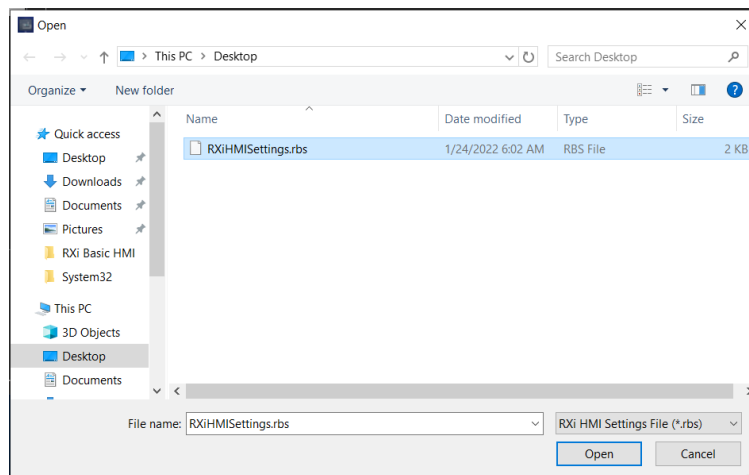 Open
This PC > Desktop
Search Desktop
Organize
New folder
?
Name
Date modified
Type
Size
Quick access
Desktop
Downloads
Documents
Pictures
RXi Basic HMI
System32
This PC
3D Objects
Desktop
Documents
RXiHMISettings.rbs 1/24/2022 6:02 AM RBS File 2 KB
File name: RXiHMISettings.rbs
RXi HMI Settings File (*.rbs)
Open
Cancel